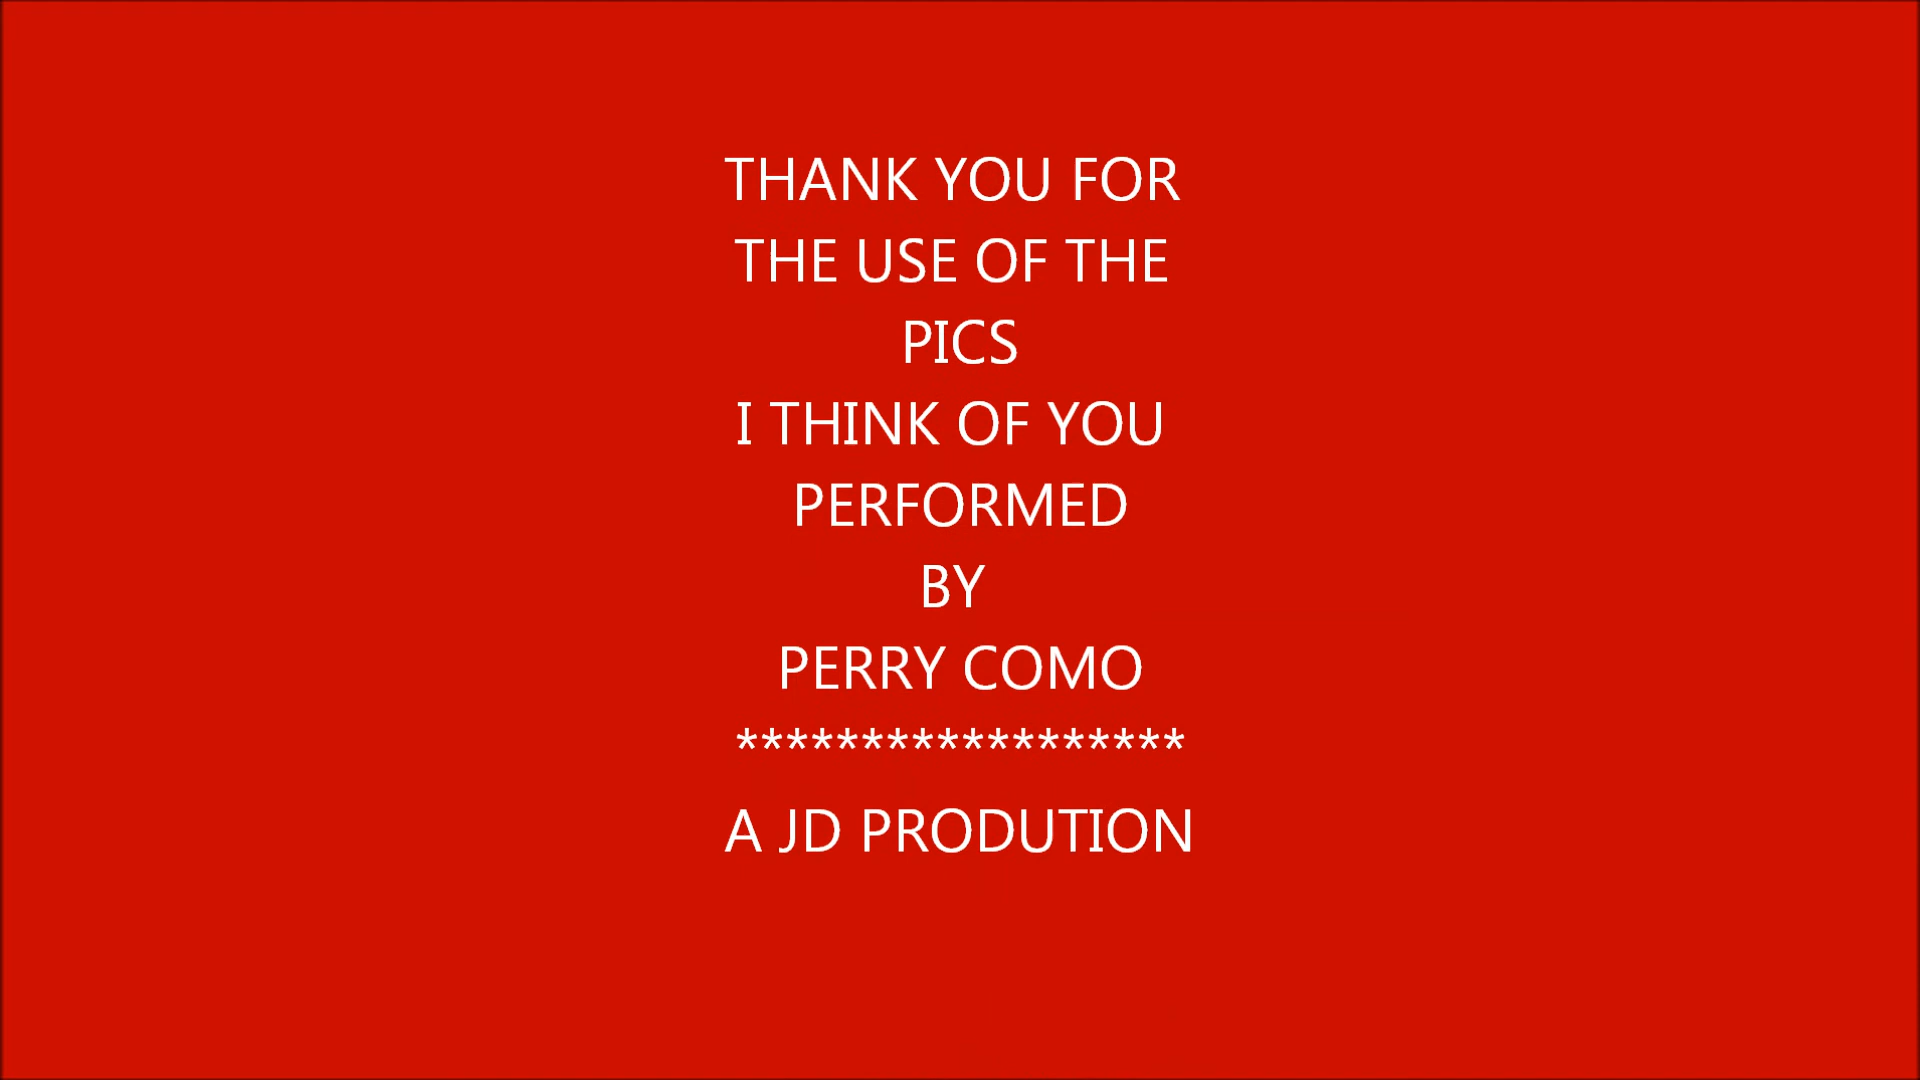 THANK YOU FOR
THE USE OF THE
PICS
I THINK OF YOU
PERFORMED
BY
PERRY COMO
******************
A JD PRODUTION